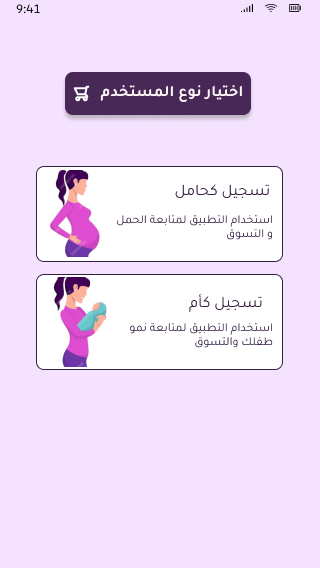 9:41
اختيار نوع المستخدم
تسجيل كحامل
استخدام التطبيق لمتابعة الحمل
و التسوق
تسجيل كأم
استخدام التطبيق لمتابعة نمو
طفلك والتسوق